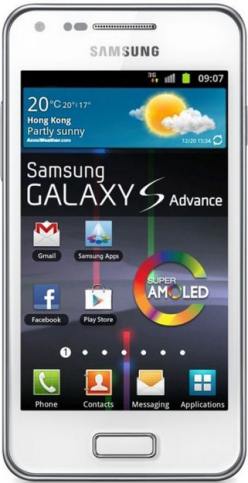 SAMSUNG
3G
09:07
20°C 20°↑ 17°
Hong Kong
Partly sunny
AccuWeather.com
12/20 15:34
Samsung
GALAXY S Advance
Gmail
Samsung Apps
SUPER
AMOLED
Facebook
Play Store
1
Phone
Contacts
Messaging
Applications